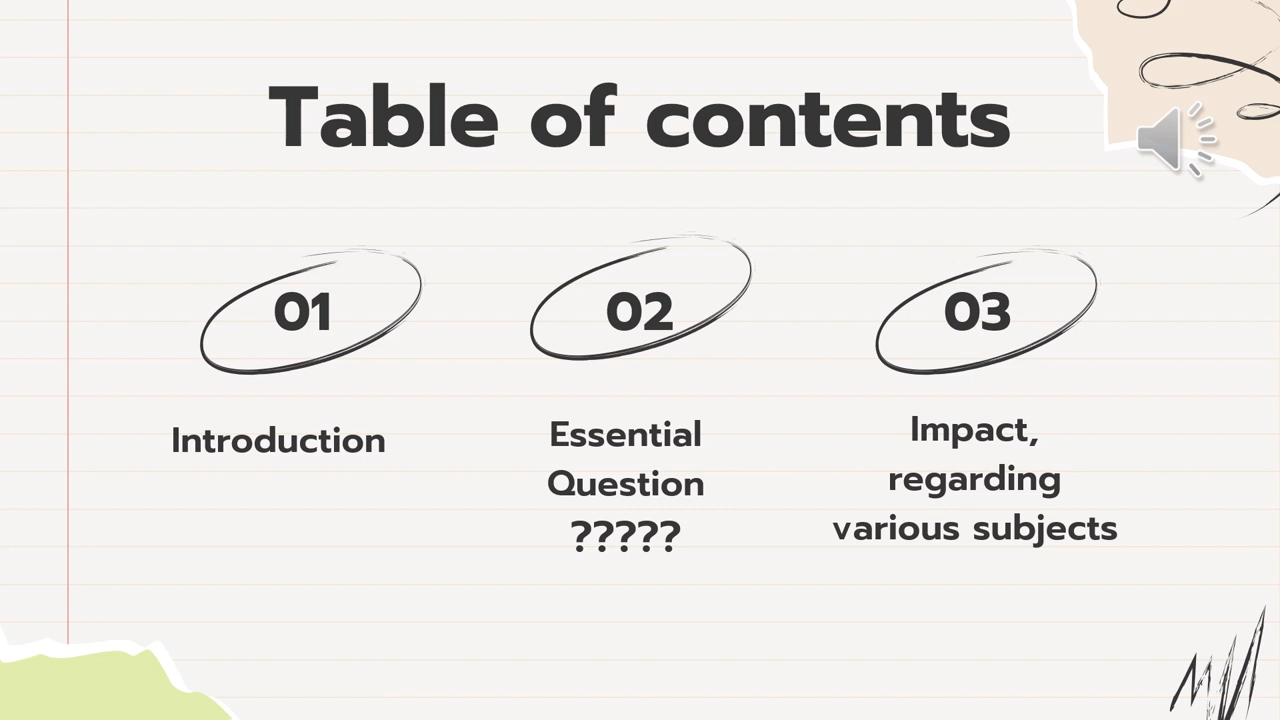 Table of contents
01
Introduction
02
Essential
Question
?????
03
Impact,
regarding
various subjects